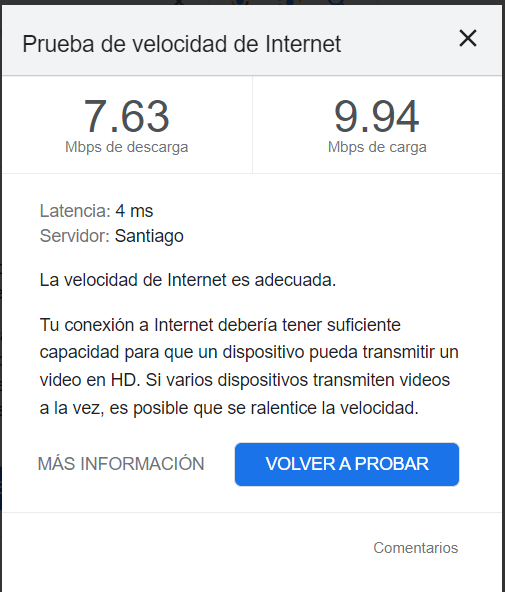 Prueba de velocidad de Internet
7.63
Mbps de descarga
9.94
Mbps de carga
Latencia: 4 ms
Servidor: Santiago
La velocidad de Internet es adecuada.
Tu conexión a Internet debería tener suficiente
capacidad para que un dispositivo pueda transmitir un
video en HD. Si varios dispositivos transmiten videos
a la vez, es posible que se ralentice la velocidad.
MÁS INFORMACIÓN
VOLVER A PROBAR
Comentarios